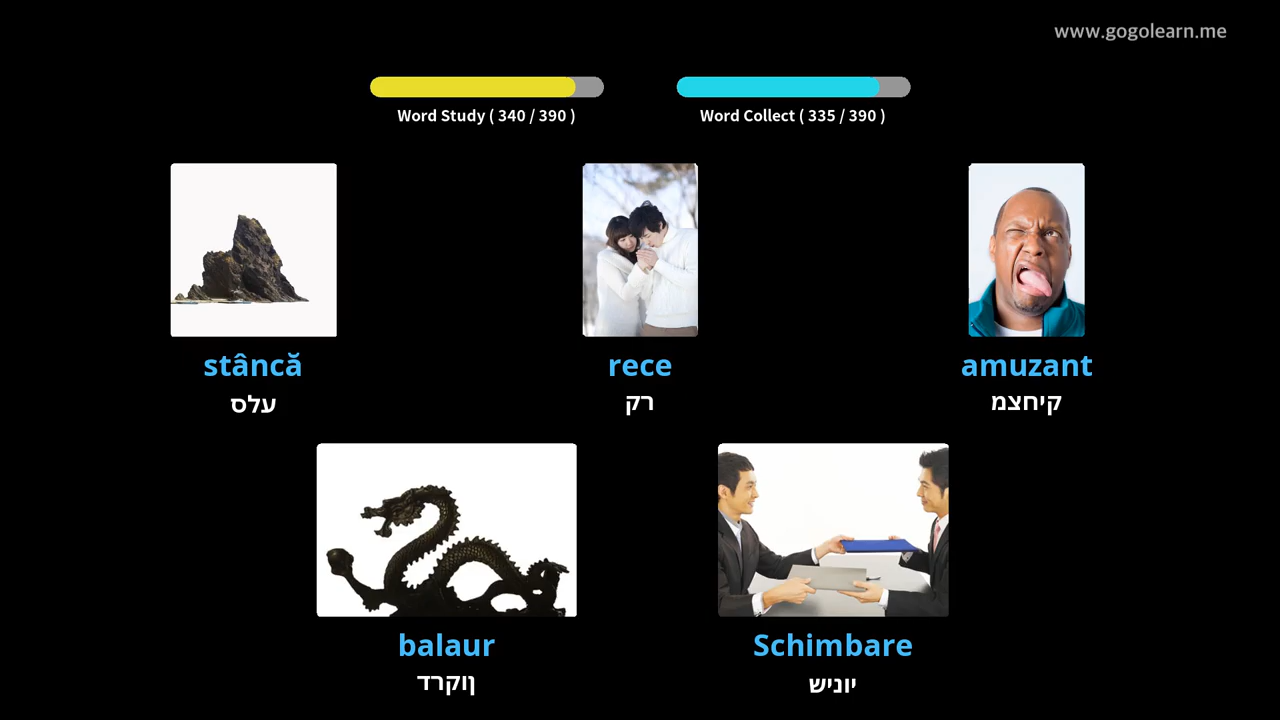 www.gogolearn.me
Word Study ( 340 / 390 )
Word Collect ( 335 / 390 )
stâncă
עלס
rece
רק
amuzant
קיחצמ
balaur
ןוקרד
Schimbare
יוניש